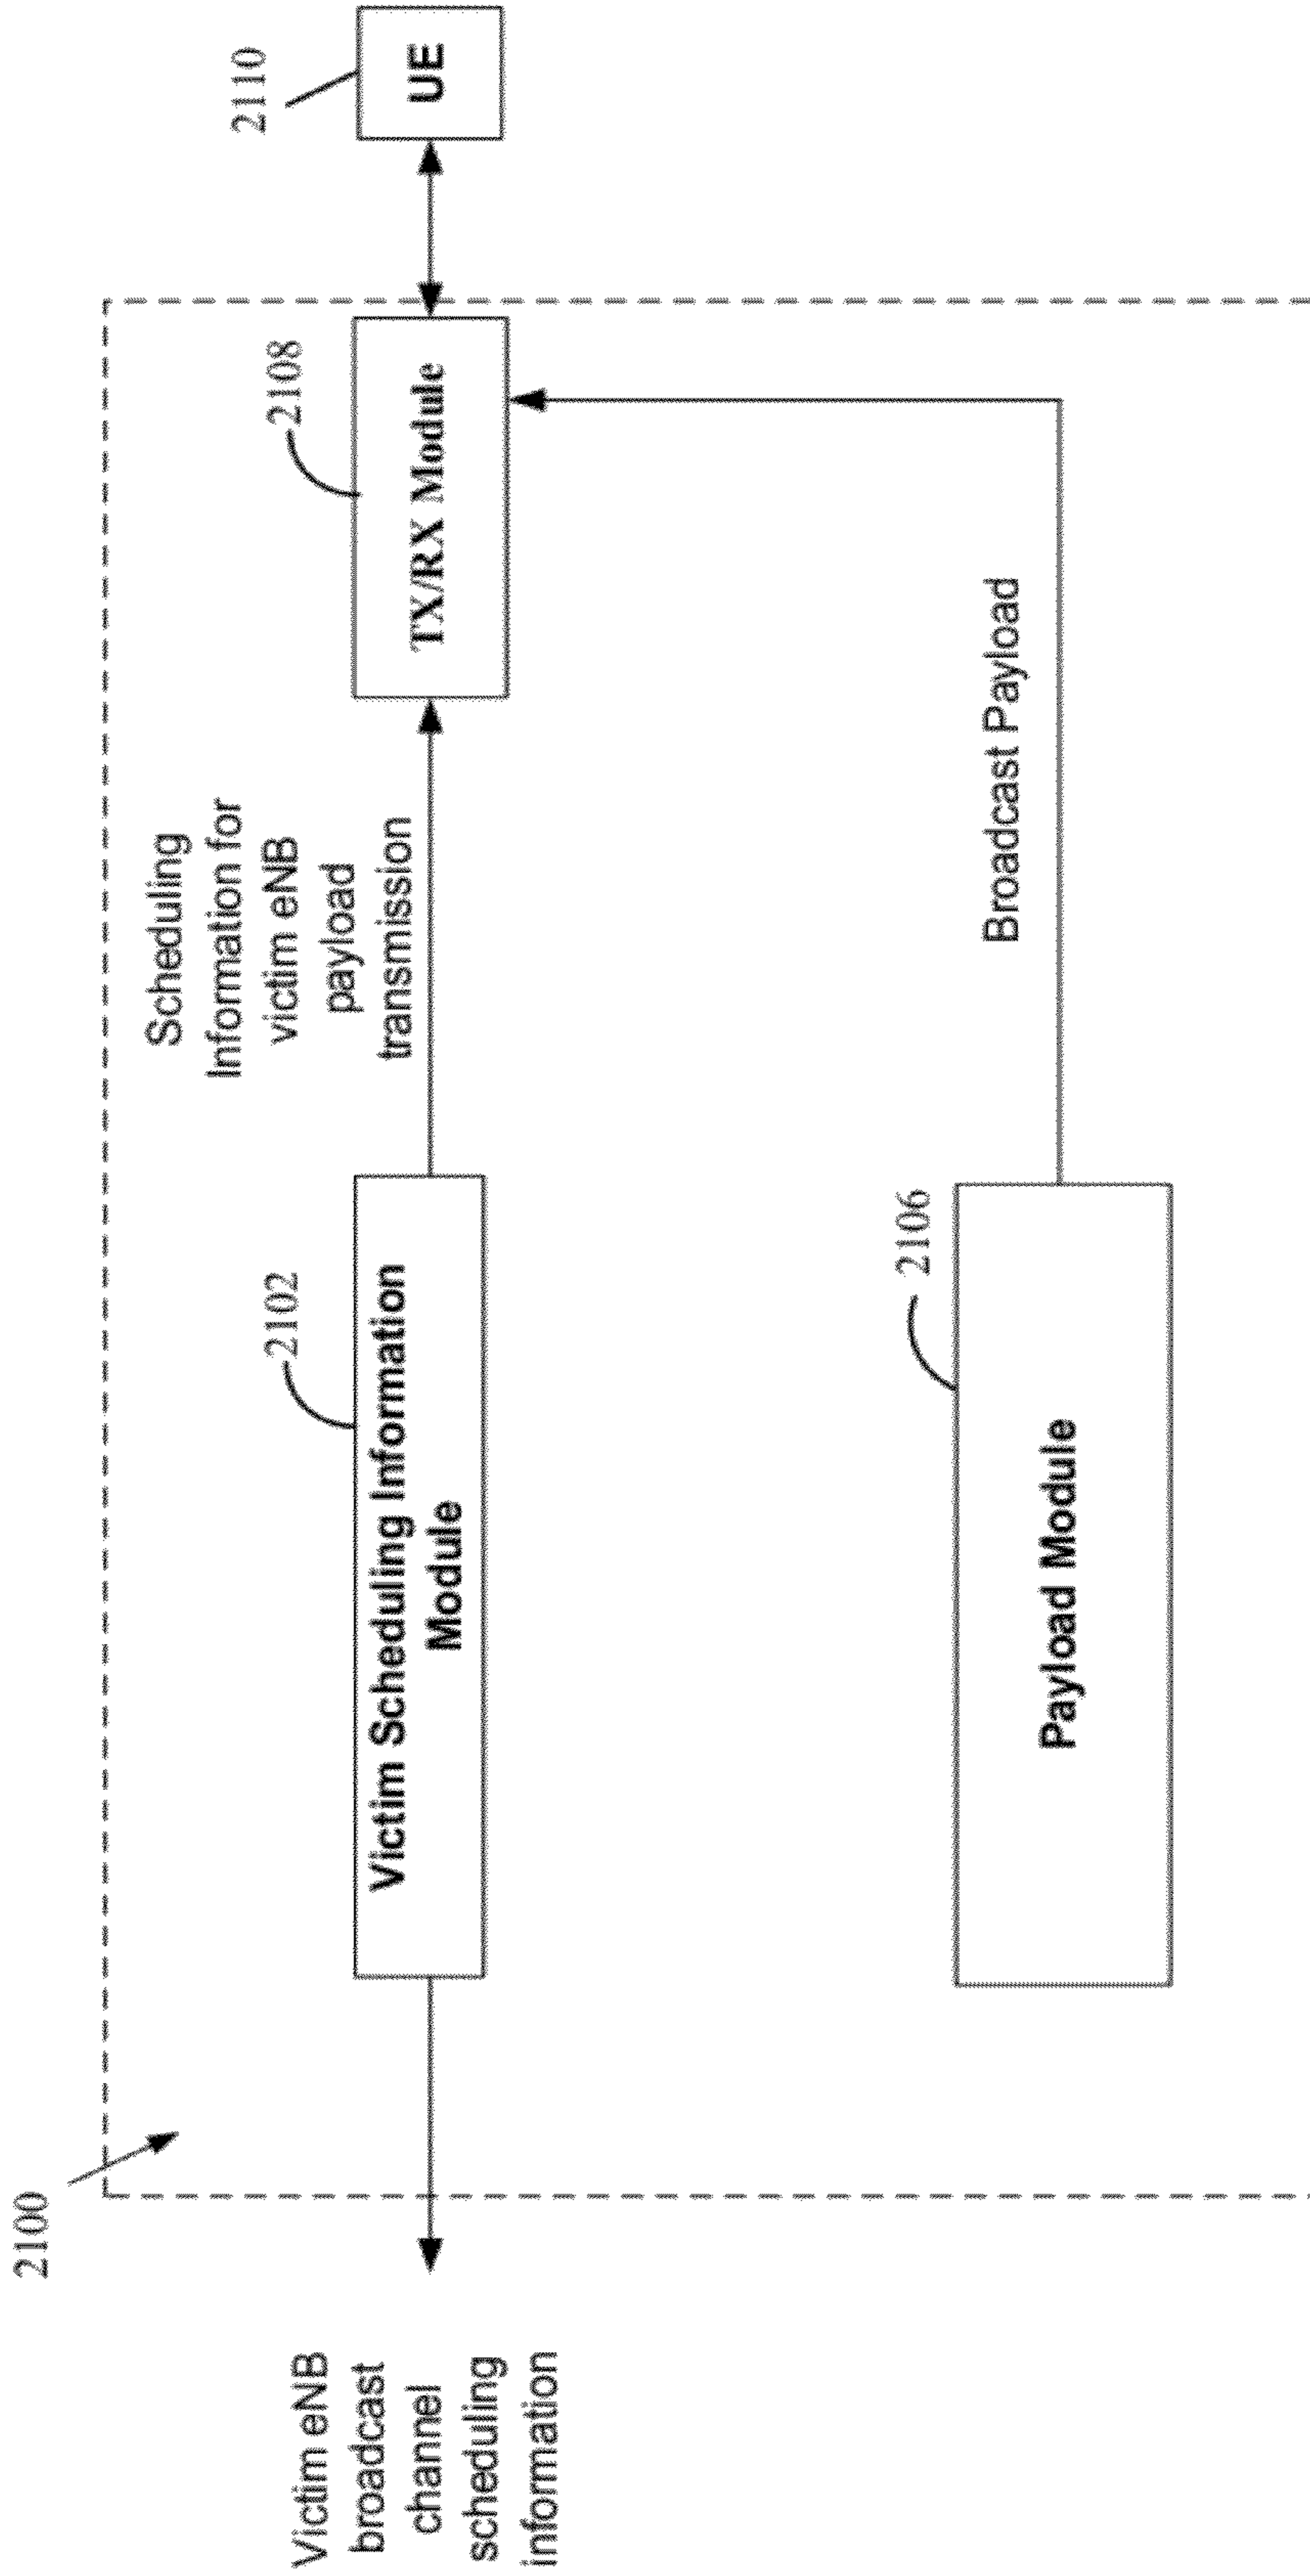 2100
Victim eNB
broadcast
channel
scheduling
information
2102
Victim Scheduling Information
Module
Scheduling
Information for
victim eNB
payload
transmission
2108
TX/RX Module
2110
UE
2106
Payload Module
Broadcast Payload